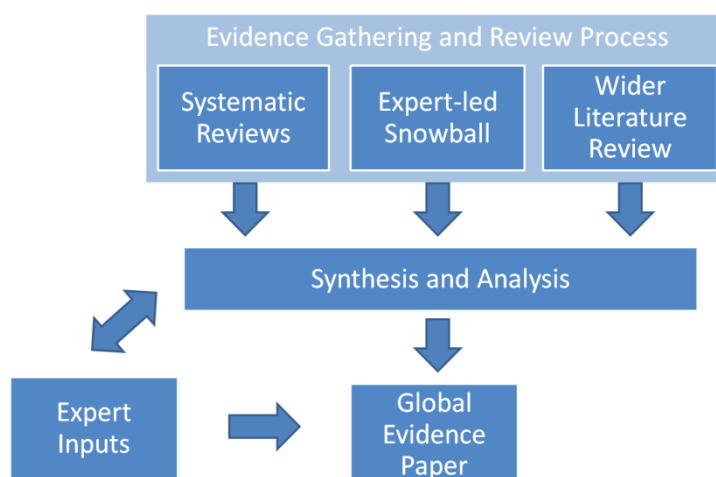 Evidence Gathering and Review Process
Systematic
Reviews
Expert-led
Snowball
Wider
Literature
Review
Synthesis and Analysis
Expert
Inputs
Global
Evidence
Paper